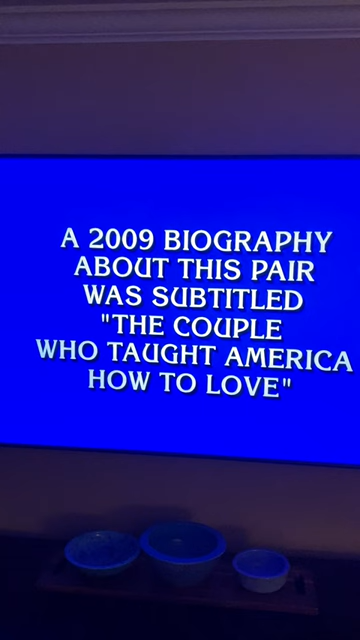 A 2009 BIOGRAPHY
ABOUT THIS PAIR
WAS SUBTITLED
"THE COUPLE
WHO TAUGHT AMERICA
HOW TO LOVE"